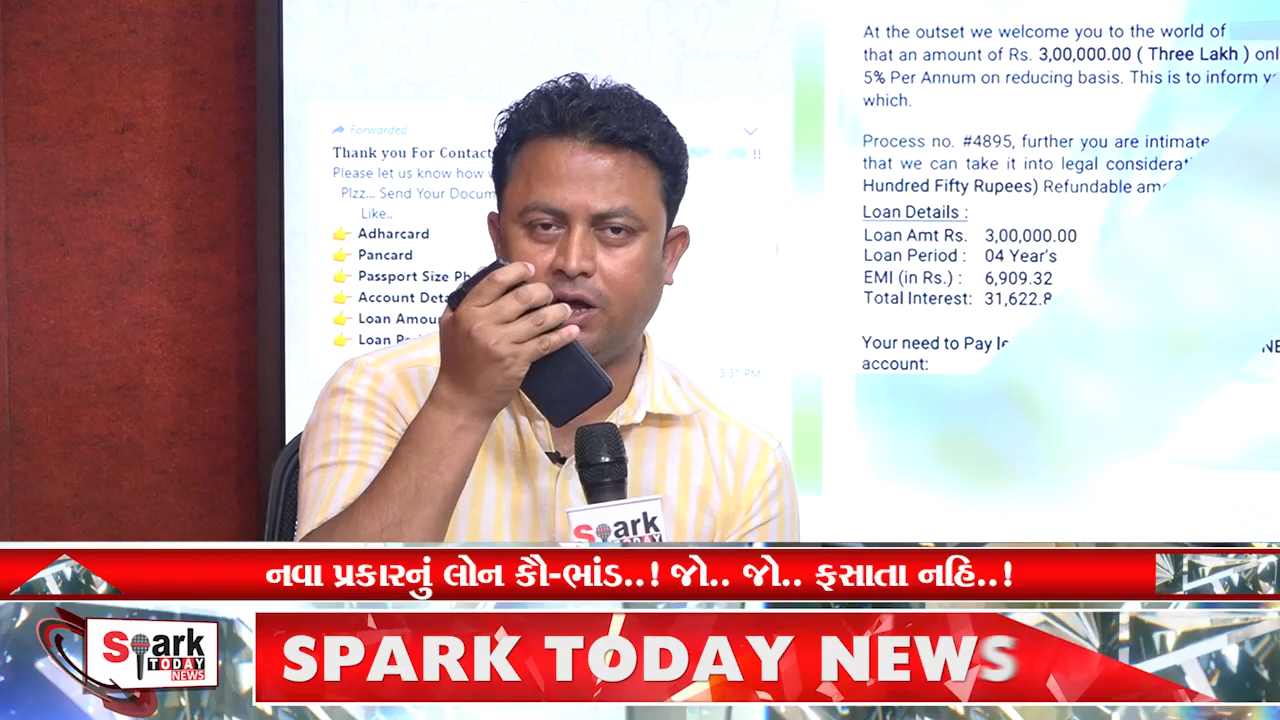 Forwarded
Thank you For Contact
!!
Please let us know how
Plzz... Send Your Docum
Like..
👉 Adharcard
👉 Pancard
👉 Passport Size Ph
👉 Account Deta
👉 Loan Amou
👉 Loan Pe
3:31 PM
At the outset we welcome you to the world of
that an amount of Rs. 3,00,000.00 ( Three Lakh ) onl
5% Per Annum on reducing basis. This is to inform
which.
Process no. #4895, further you are intimate
that we can take it into legal considerati
Hundred Fifty Rupees) Refundable am
Loan Details :
Loan Amt Rs. 3,00,000.00
Loan Period : 04 Year's
EMI (in Rs.) : 6,909.32
Total Interest: 31,622.8
Your need to Pay
account:
Spark
TODAY
નવા પ્રકારનું લોન કૌ-ભાંડ..! જો.. જો.. ફસાતા નહિ..!
Spark
TODAY
NEWS
SPARK TODAY NEWS